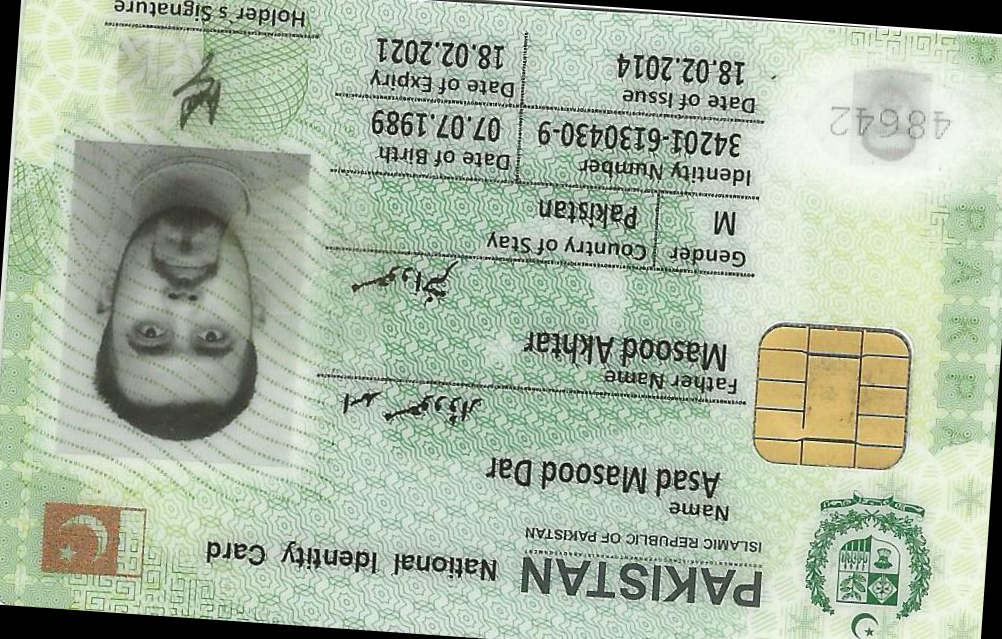 PAKISTAN National Identity Card
ISLAMIC REPUBLIC OF PAKISTAN
Name
Asad Masood Dar
اسد مسعود ڈار
Father Name
Masood Akhtar
مسعود اختر
Gender
Country of Stay
M
Pakistan
Identity Number
Date of Birth
34201-6130430-9
07.07.1989
Date of Issue
Date of Expiry
18.02.2014
18.02.2021
Holder's Signature
48642